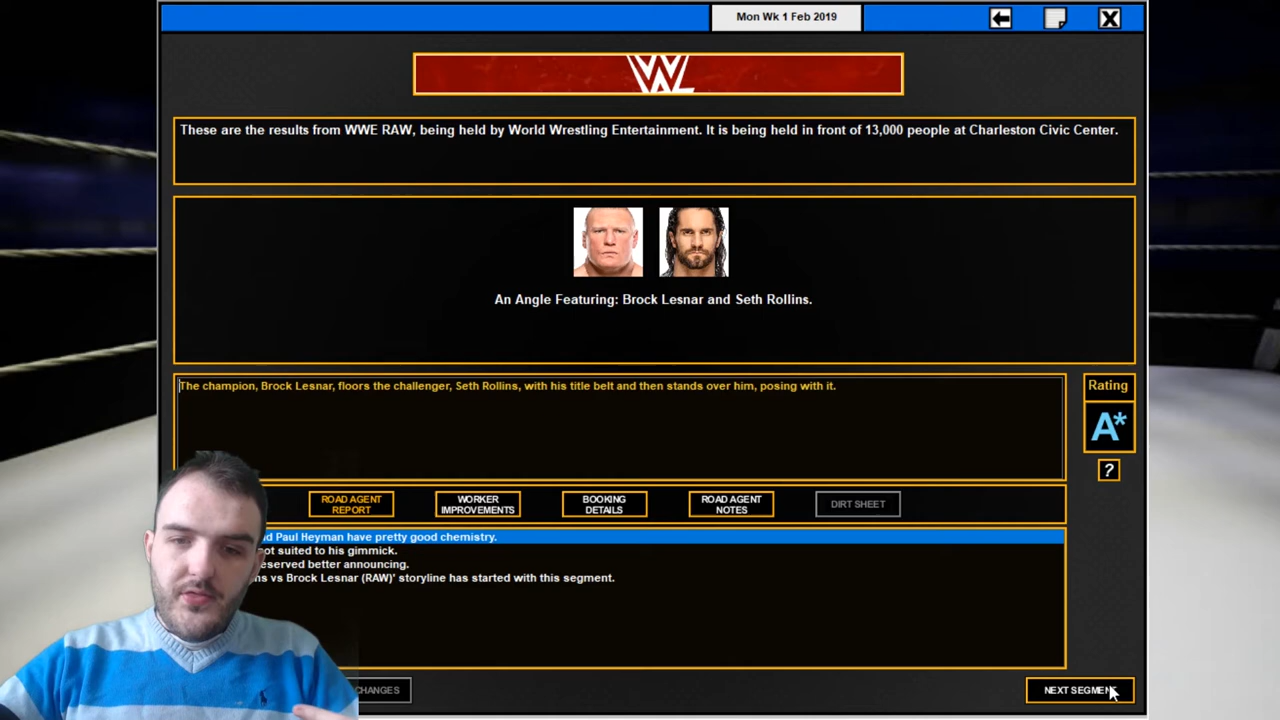 Mon Wk 1 Feb 2019
These are the results from WWE RAW, being held by World Wrestling Entertainment. It is being held in front of 13,000 people at Charleston Civic Center.
An Angle Featuring: Brock Lesnar and Seth Rollins.
The champion, Brock Lesnar, floors the challenger, Seth Rollins, with his title belt and then stands over him, posing with it.
Rating
A*
?
ROAD AGENT REPORT
WORKER IMPROVEMENTS
BOOKING DETAILS
ROAD AGENT NOTES
DIRT SHEET
Paul Heyman have pretty good chemistry.
not suited to his gimmick.
deserved better announcing.
vs Brock Lesnar (RAW)' storyline has started with this segment.
CHANGES
NEXT SEGMENT